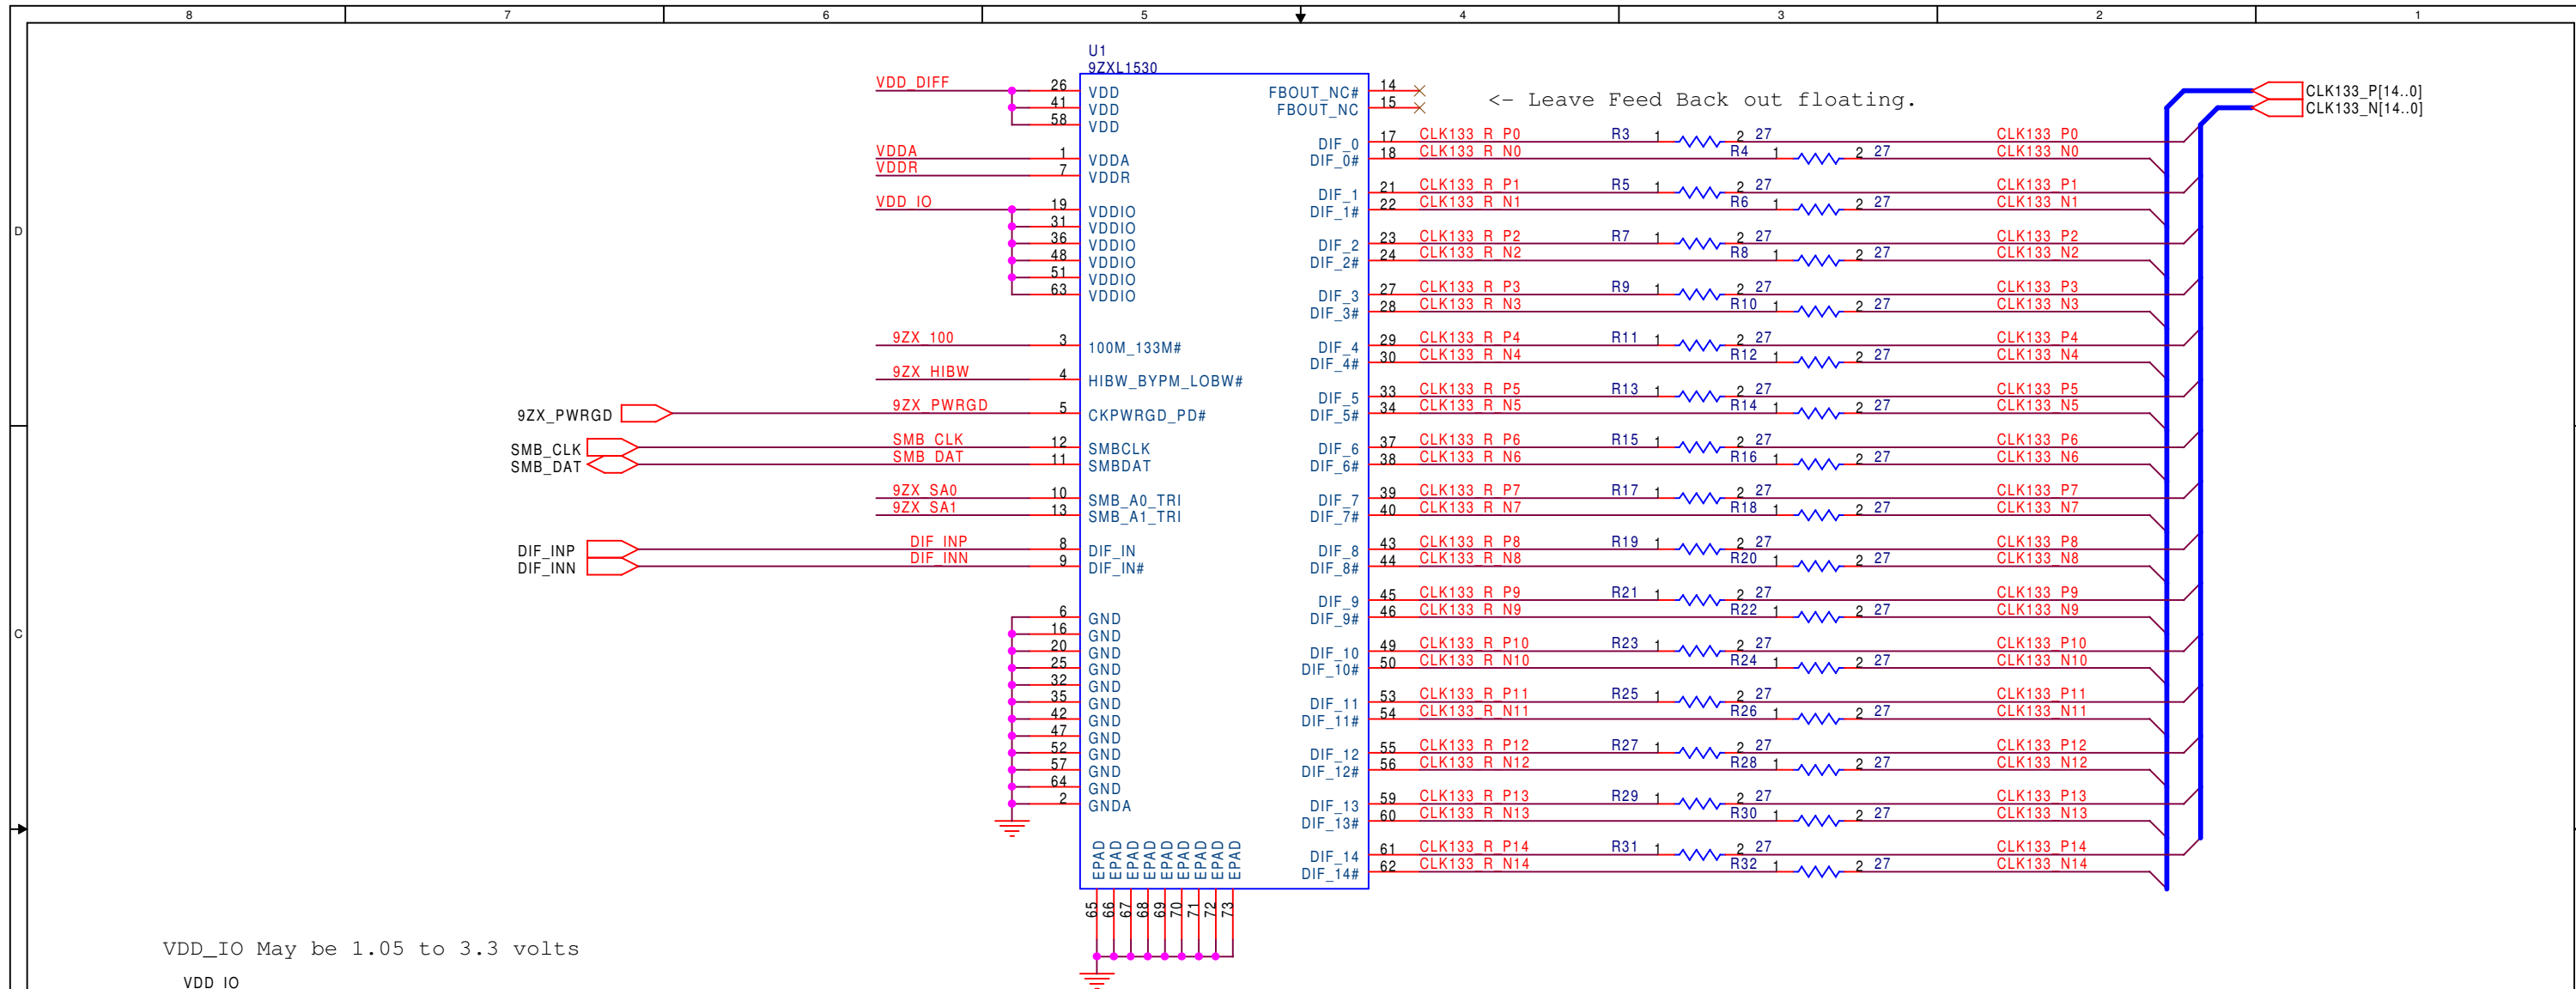 8 7 6 5 4 3 2 1
U1
9ZXL1530
VDD_DIFF 26 VDD
41 VDD
58 VDD
VDDA 1 VDDA
VDDR 7 VDDR
VDD_IO 19 VDDIO
31 VDDIO
36 VDDIO
48 VDDIO
51 VDDIO
63 VDDIO
9ZX_100 3 100M_133M#
9ZX_HIBW 4 HIBW_BYPM_LOBW#
9ZX_PWRGD 9ZX_PWRGD 5 CKPWRGD_PD#
SMB_CLK SMB_CLK 12 SMBCLK
SMB_DAT SMB_DAT 11 SMBDAT
9ZX_SA0 10 SMB_A0_TRI
9ZX_SA1 13 SMB_A1_TRI
DIF_INP DIF_INP 8 DIF_IN
DIF_INN DIF_INN 9 DIF_IN#
6 GND
16 GND
20 GND
25 GND
32 GND
35 GND
42 GND
47 GND
52 GND
57 GND
64 GND
2 GNDA
EPAD EPAD EPAD EPAD EPAD EPAD EPAD EPAD EPAD
65 66 67 68 69 70 71 72 73
FBOUT_NC# 14
FBOUT_NC 15
<- Leave Feed Back out floating.
CLK133_P[14..0]
CLK133_N[14..0]
DIF_0 17 CLK133_R_P0 R3 1 2 27 CLK133_P0
DIF_0# 18 CLK133_R_N0 R4 1 2 27 CLK133_N0
DIF_1 21 CLK133_R_P1 R5 1 2 27 CLK133_P1
DIF_1# 22 CLK133_R_N1 R6 1 2 27 CLK133_N1
DIF_2 23 CLK133_R_P2 R7 1 2 27 CLK133_P2
DIF_2# 24 CLK133_R_N2 R8 1 2 27 CLK133_N2
DIF_3 27 CLK133_R_P3 R9 1 2 27 CLK133_P3
DIF_3# 28 CLK133_R_N3 R10 1 2 27 CLK133_N3
DIF_4 29 CLK133_R_P4 R11 1 2 27 CLK133_P4
DIF_4# 30 CLK133_R_N4 R12 1 2 27 CLK133_N4
DIF_5 33 CLK133_R_P5 R13 1 2 27 CLK133_P5
DIF_5# 34 CLK133_R_N5 R14 1 2 27 CLK133_N5
DIF_6 37 CLK133_R_P6 R15 1 2 27 CLK133_P6
DIF_6# 38 CLK133_R_N6 R16 1 2 27 CLK133_N6
DIF_7 39 CLK133_R_P7 R17 1 2 27 CLK133_P7
DIF_7# 40 CLK133_R_N7 R18 1 2 27 CLK133_N7
DIF_8 43 CLK133_R_P8 R19 1 2 27 CLK133_P8
DIF_8# 44 CLK133_R_N8 R20 1 2 27 CLK133_N8
DIF_9 45 CLK133_R_P9 R21 1 2 27 CLK133_P9
DIF_9# 46 CLK133_R_N9 R22 1 2 27 CLK133_N9
DIF_10 49 CLK133_R_P10 R23 1 2 27 CLK133_P10
DIF_10# 50 CLK133_R_N10 R24 1 2 27 CLK133_N10
DIF_11 53 CLK133_R_P11 R25 1 2 27 CLK133_P11
DIF_11# 54 CLK133_R_N11 R26 1 2 27 CLK133_N11
DIF_12 55 CLK133_R_P12 R27 1 2 27 CLK133_P12
DIF_12# 56 CLK133_R_N12 R28 1 2 27 CLK133_N12
DIF_13 59 CLK133_R_P13 R29 1 2 27 CLK133_P13
DIF_13# 60 CLK133_R_N13 R30 1 2 27 CLK133_N13
DIF_14 61 CLK133_R_P14 R31 1 2 27 CLK133_P14
DIF_14# 62 CLK133_R_N14 R32 1 2 27 CLK133_N14
D
C
VDD_IO May be 1.05 to 3.3 volts
VDD_IO